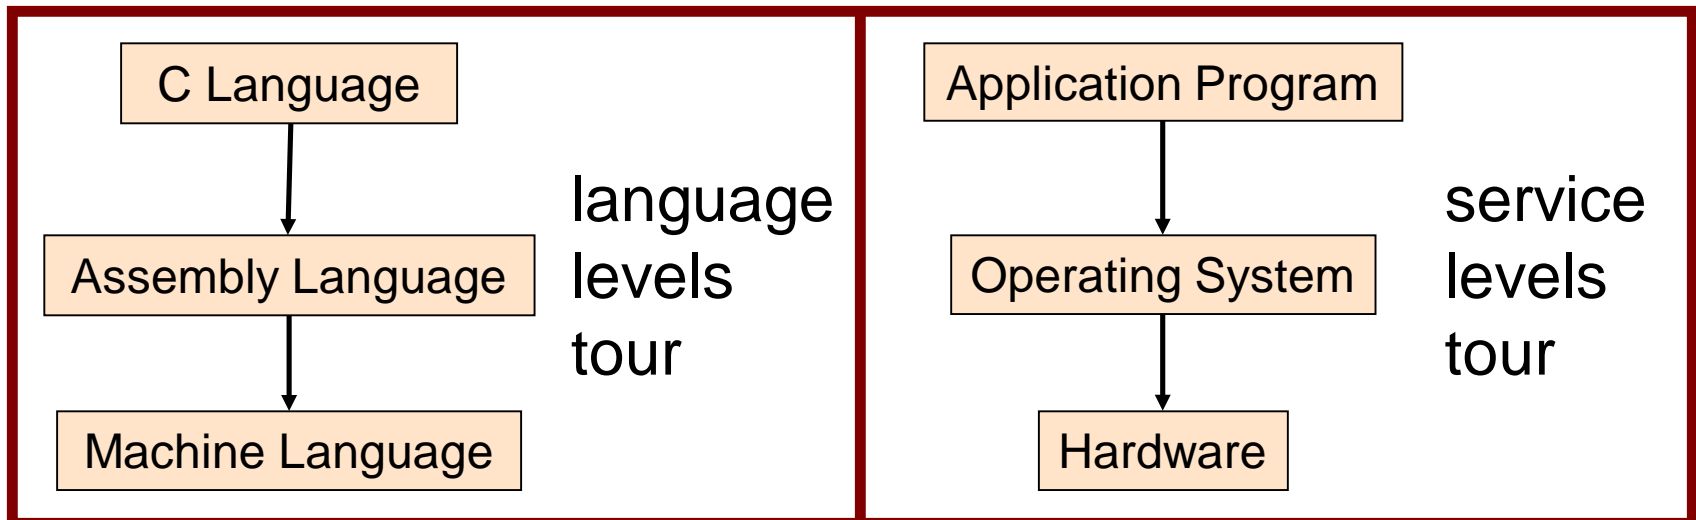 C Language
Assembly Language
Machine Language
language
levels
tour
Application Program
Operating System
Hardware
service
levels
tour